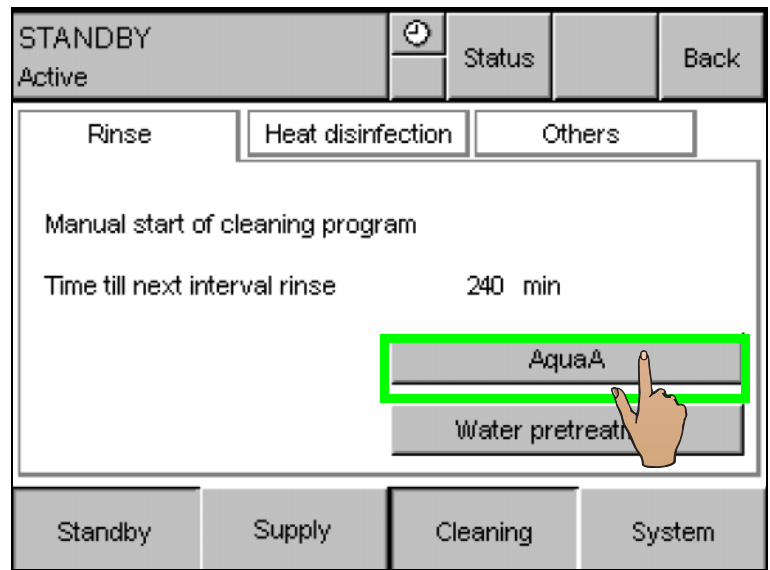 STANDBY
Active
Status
Back
Rinse
Heat disinfection
Others
Manual start of cleaning program
Time till next interval rinse 240 min
AquaA
Water
Standby
Supply
Cleaning
System